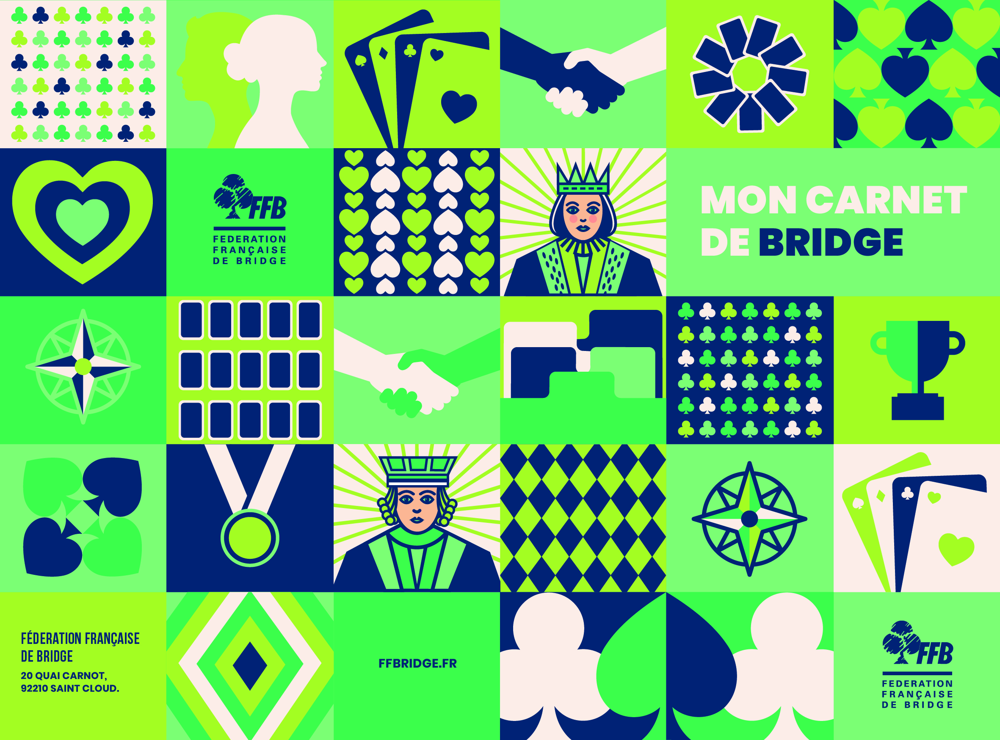 FFB
FEDERATION
FRANÇAISE
DE BRIDGE
MON CARNET
DE BRIDGE
FÉDERATION FRANÇAISE
DE BRIDGE
20 QUAI CARNOT,
92210 SAINT CLOUD.
FFBRIDGE.FR
FFB
FEDERATION
FRANÇAISE
DE BRIDGE